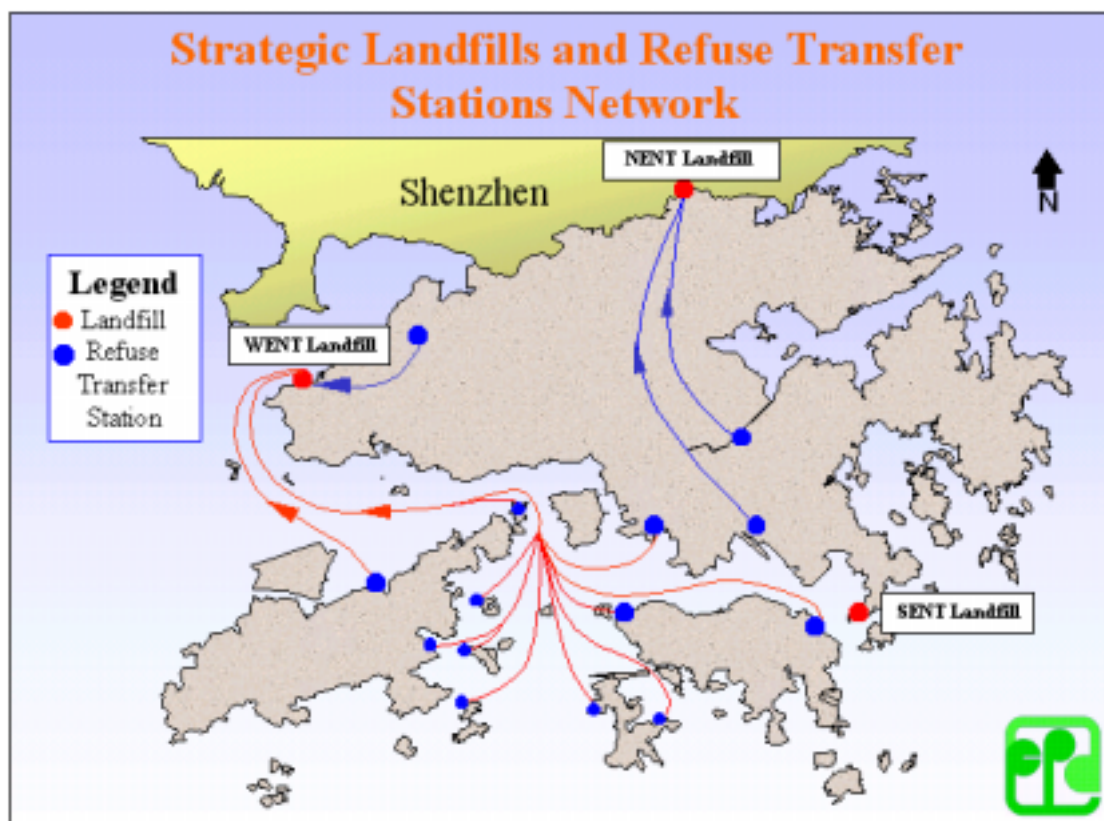 Strategic Landfills and Refuse Transfer
Stations Network
NENT Landfill
Shenzhen
N
Legend
Landfill
Refuse
Transfer
Station
WENT Landfill
SENT Landfill